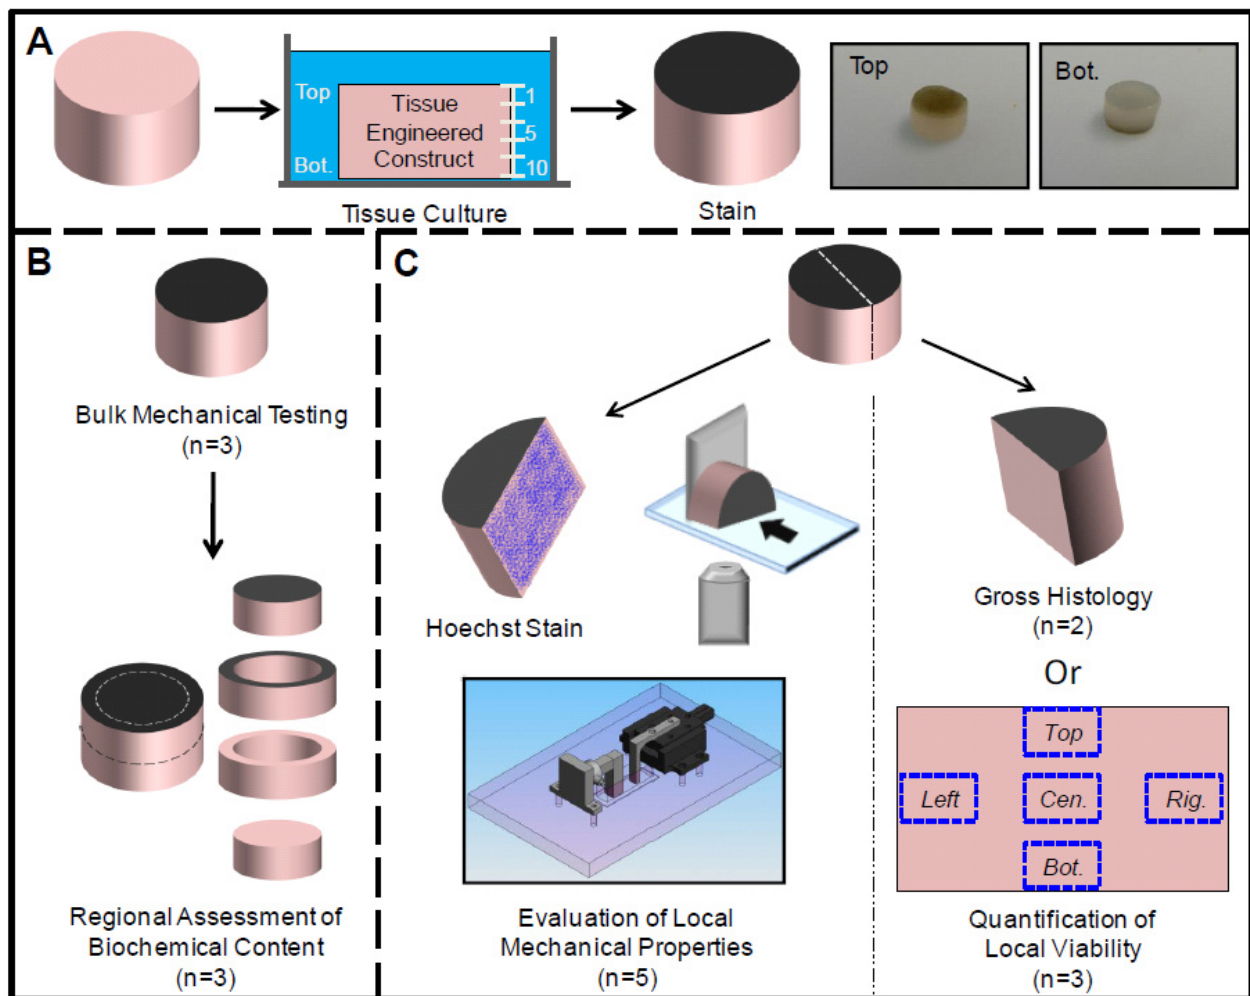 A
Top
Bot.
Tissue
Engineered
Construct
1
5
10
Tissue Culture
Stain
Top
Bot.
B
Bulk Mechanical Testing
(n=3)
Regional Assessment of
Biochemical Content
(n=3)
C
Hoechst Stain
Evaluation of Local
Mechanical Properties
(n=5)
Gross Histology
(n=2)
Or
Top
Left
Cen.
Rig.
Bot.
Quantification of
Local Viability
(n=3)